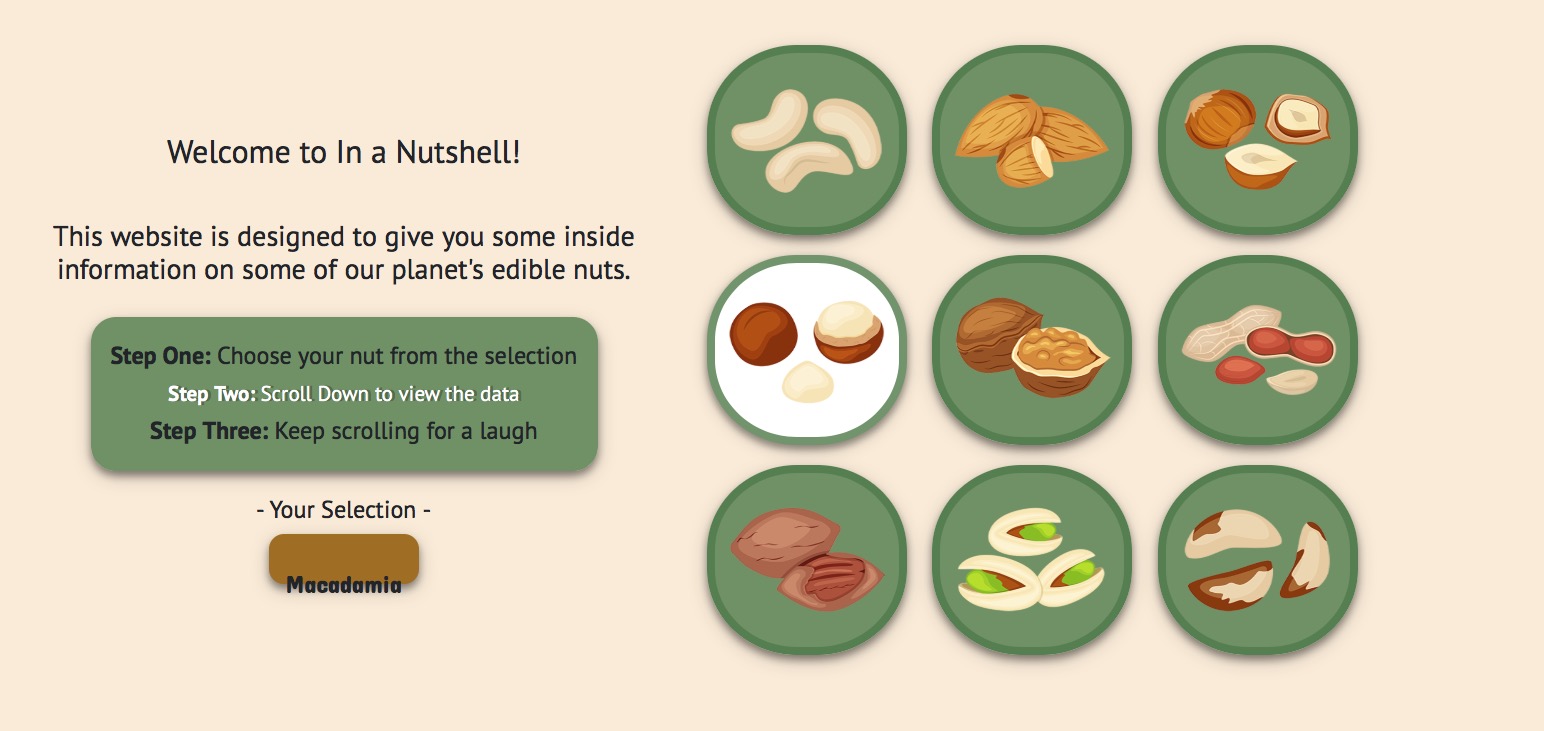 Welcome to In a Nutshell!
This website is designed to give you some inside
information on some of our planet's edible nuts.
Step One: Choose your nut from the selection
Step Two: Scroll Down to view the data
Step Three: Keep scrolling for a laugh
- Your Selection -
Macadamia